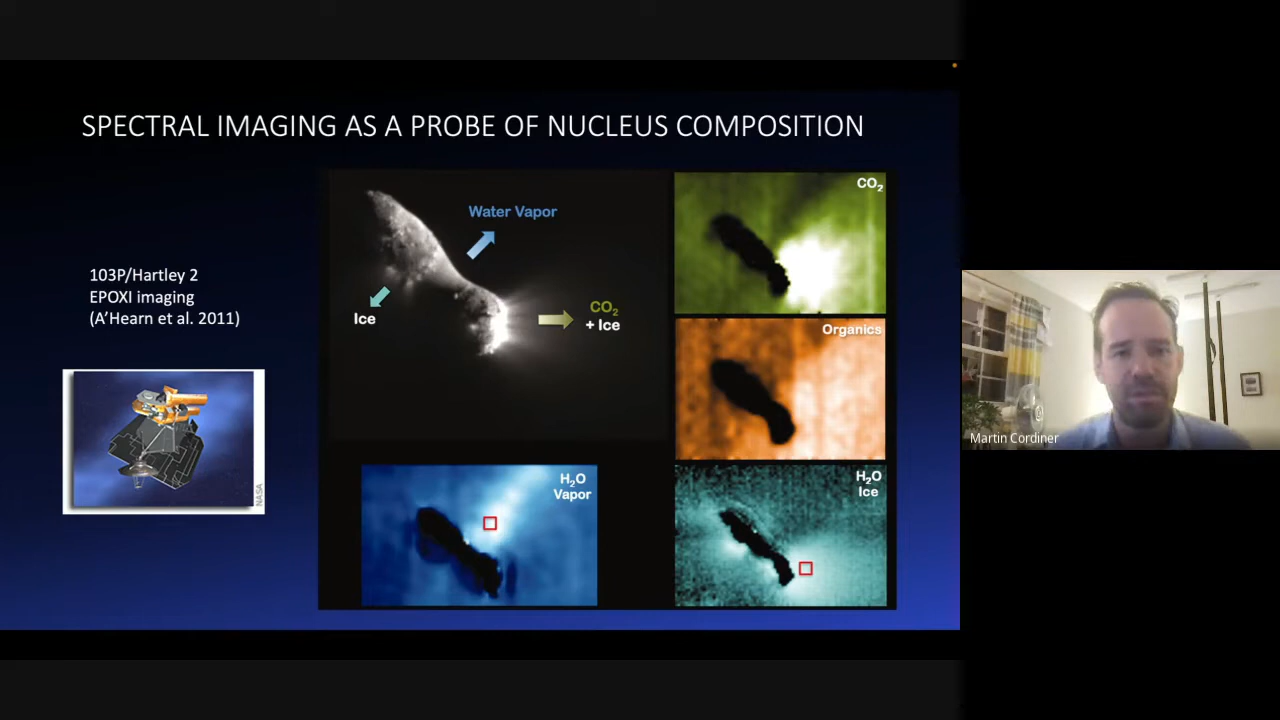 SPECTRAL IMAGING AS A PROBE OF NUCLEUS COMPOSITION
103P/Hartley 2
EPOXI imaging
(A'Hearn et al. 2011)
NASA
Water Vapor
Ice
CO₂
+ Ice
CO₂
Organics
H₂O
Vapor
H₂O
Ice
Martin Cordiner